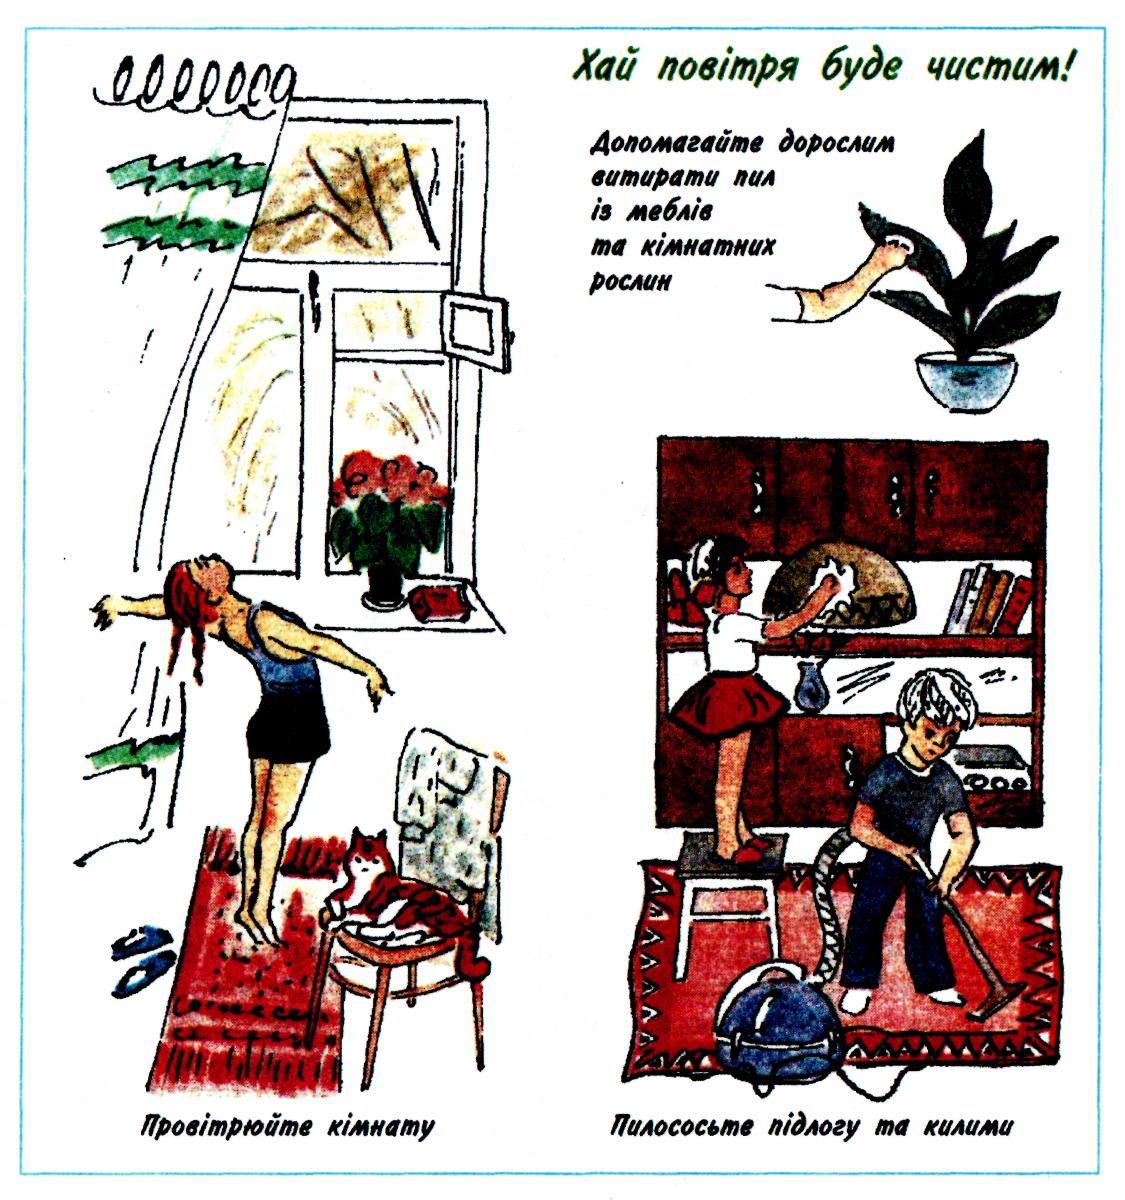 Хай повітря буде чистим!
Допомагайте дорослим
витирати пил
із меблів
та кімнатних
рослин
Провітрюйте кімнату
Пилососьте підлогу та килими